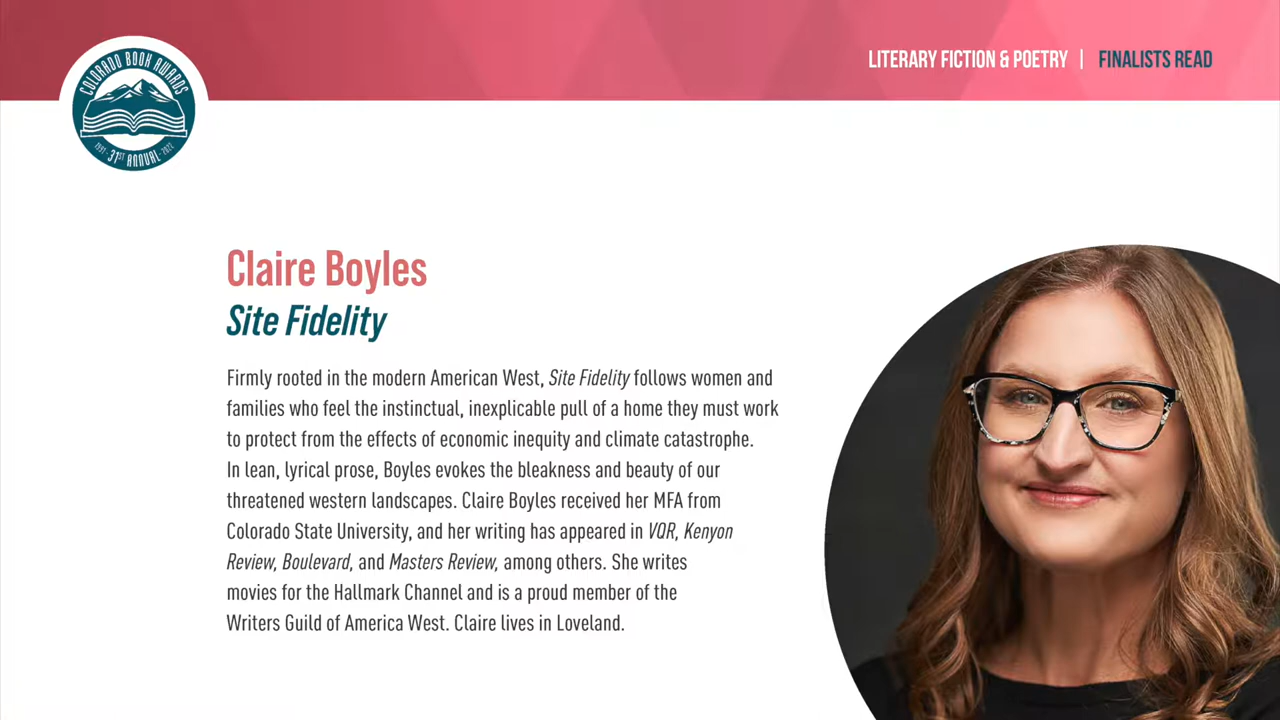 COLORADO BOOK AWARDS
1991 · 31ST ANNUAL · 2022
LITERARY FICTION & POETRY | FINALISTS READ
Claire Boyles
Site Fidelity
Firmly rooted in the modern American West, Site Fidelity follows women and
families who feel the instinctual, inexplicable pull of a home they must work
to protect from the effects of economic inequity and climate catastrophe.
In lean, lyrical prose, Boyles evokes the bleakness and beauty of our
threatened western landscapes. Claire Boyles received her MFA from
Colorado State University, and her writing has appeared in VQR, Kenyon
Review, Boulevard, and Masters Review, among others. She writes
movies for the Hallmark Channel and is a proud member of the
Writers Guild of America West. Claire lives in Loveland.